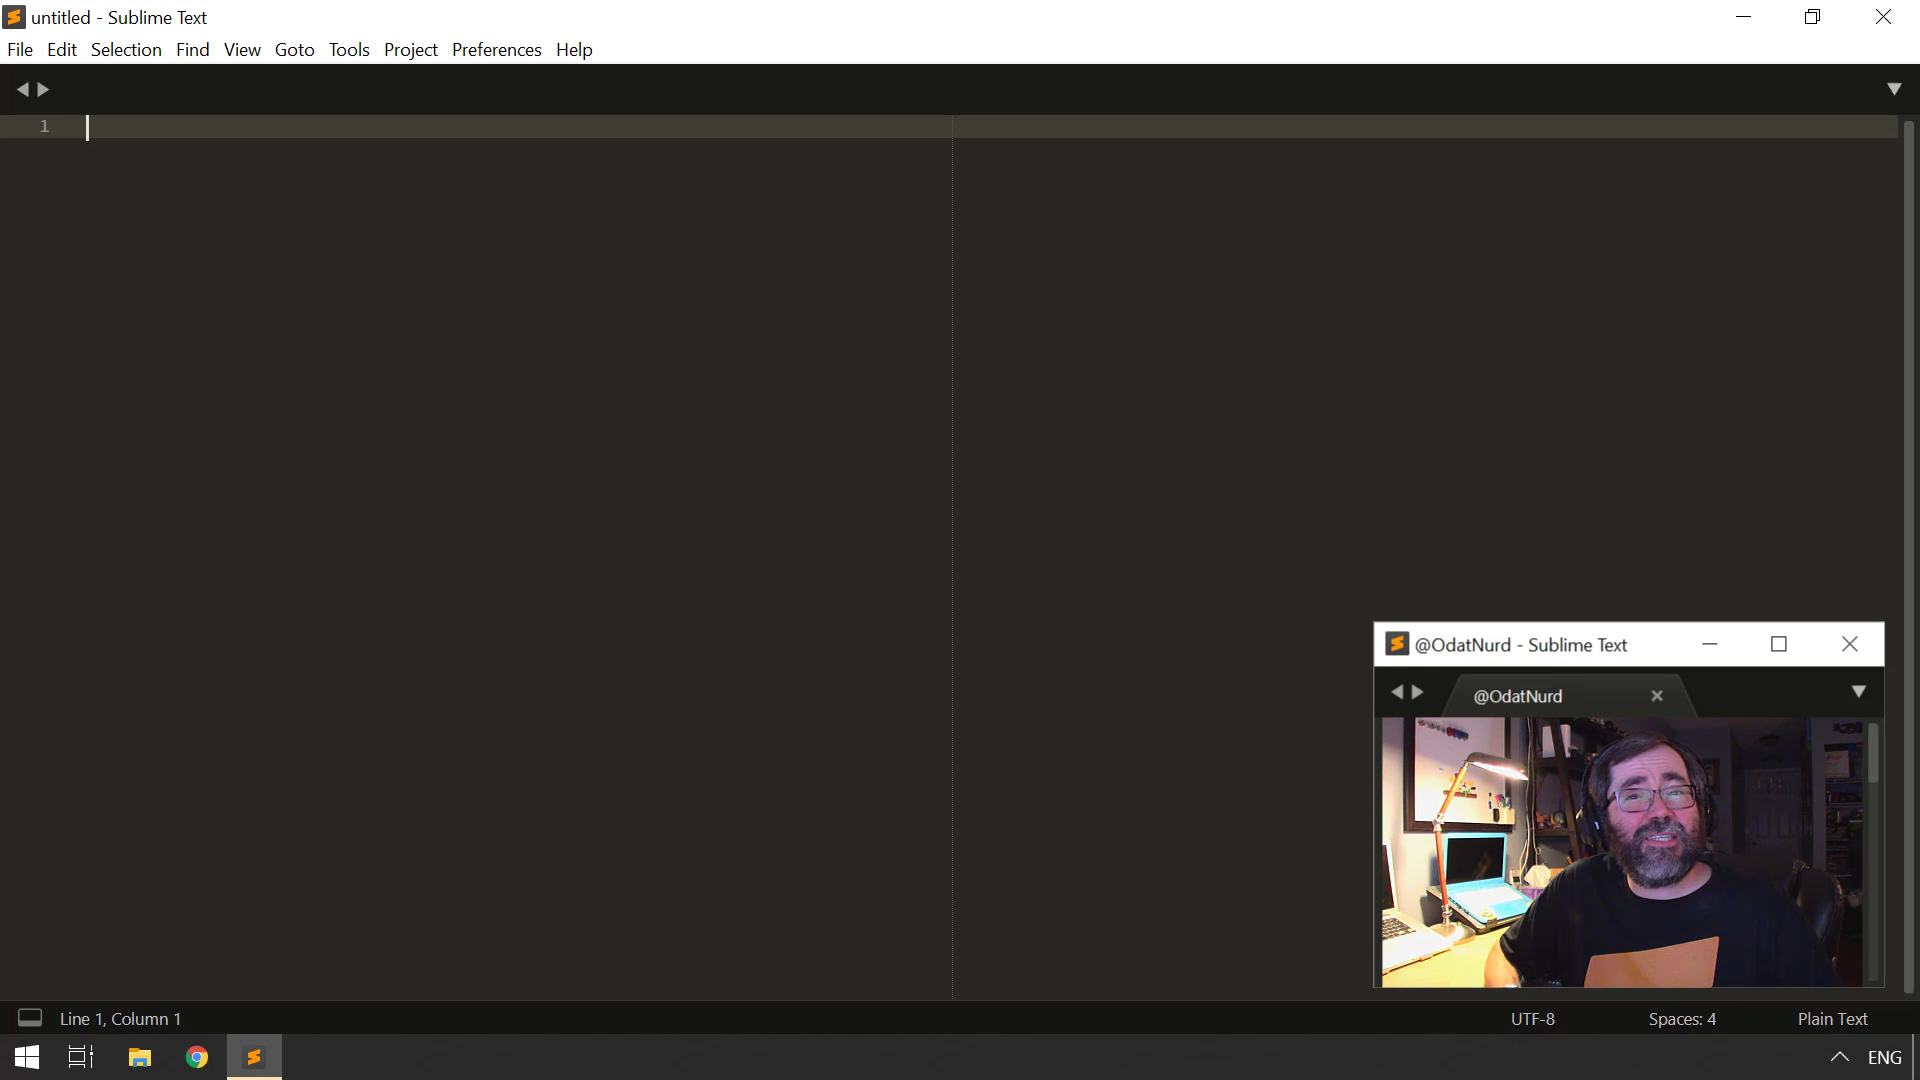 untitled - Sublime Text
File Edit Selection Find View Goto Tools Project Preferences Help
1
@OdatNurd - Sublime Text
@OdatNurd
Line 1, Column 1
UTF-8
Spaces: 4
Plain Text
ENG